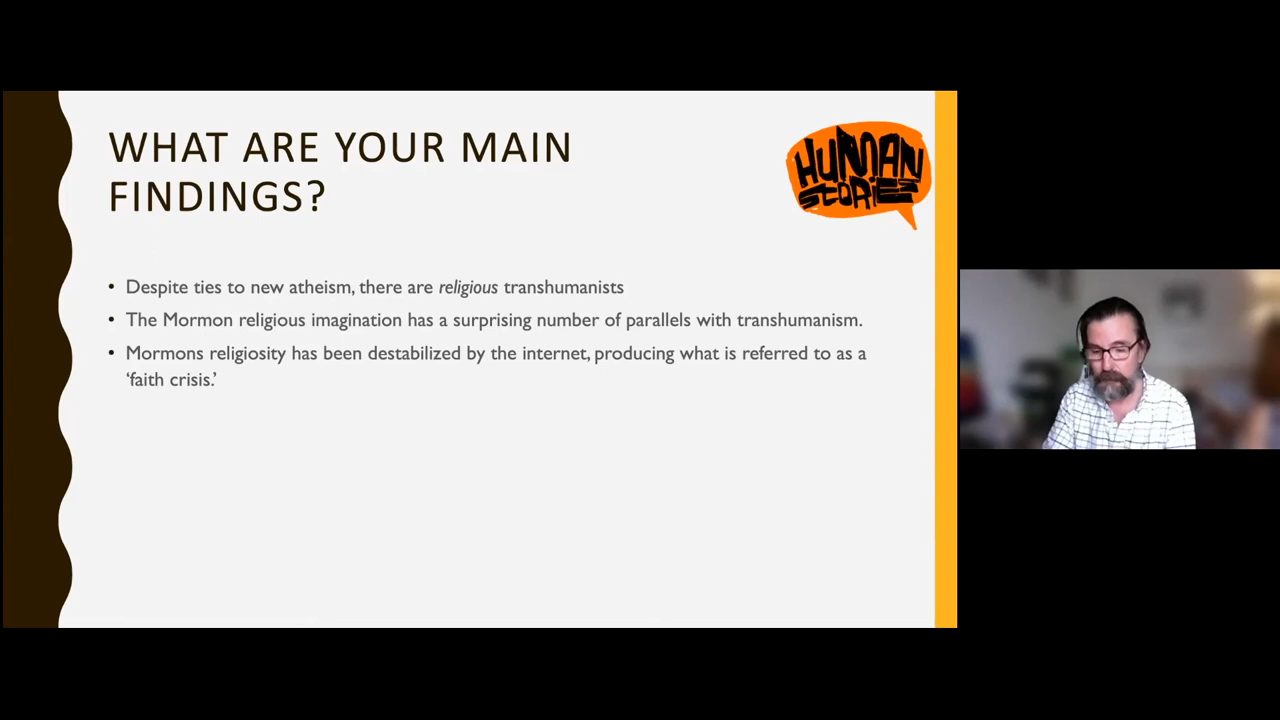 WHAT ARE YOUR MAIN
FINDINGS?
HUMAN
STORIES
• Despite ties to new atheism, there are religious transhumanists
• The Mormon religious imagination has a surprising number of parallels with transhumanism.
• Mormons religiosity has been destabilized by the internet, producing what is referred to as a
‘faith crisis.’